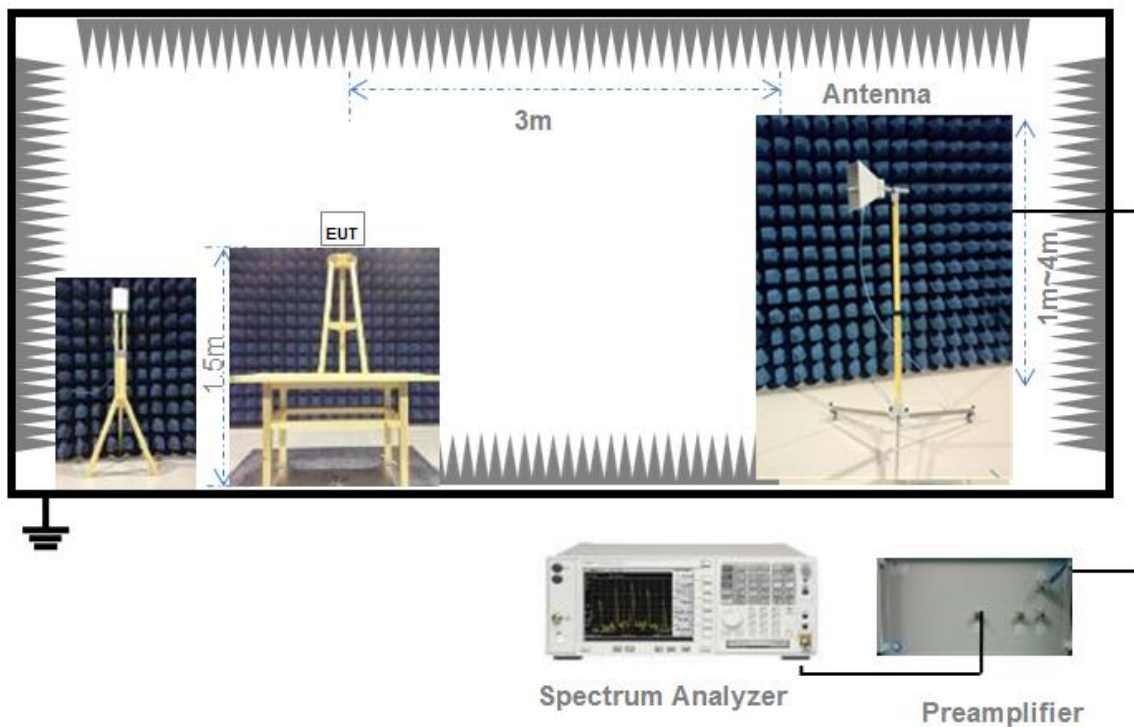 Antenna
3m
EUT
1.5m
1m~4m
Spectrum Analyzer
Preamplifier